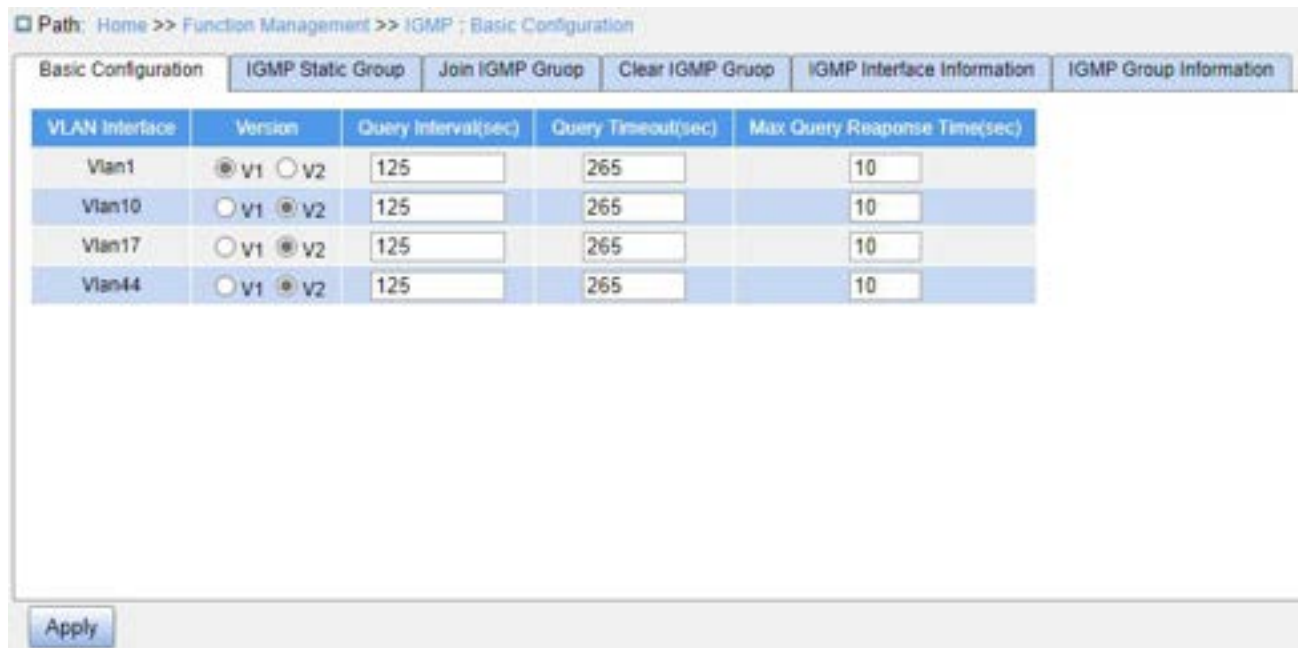 Path: Home >> Function Management >> IGMP ; Basic Configuration
Basic Configuration IGMP Static Group Join IGMP Gruop Clear IGMP Gruop IGMP Interface Information IGMP Group Information
VLAN Interface Version Query Interval(sec) Query Timeout(sec) Max Query Reaponse Time(sec)
Vlan1 V1 V2 125 265 10
Vlan10 V1 V2 125 265 10
Vlan17 V1 V2 125 265 10
Vlan44 V1 V2 125 265 10
Apply